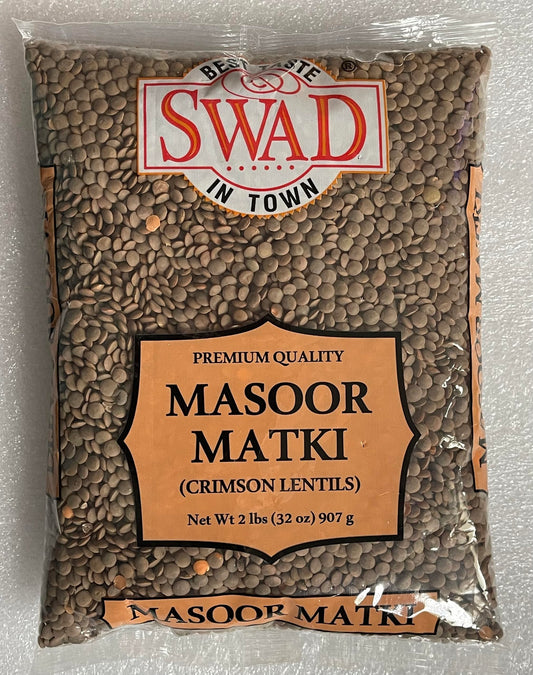 BEST TASTE
®
SWAD
IN TOWN
PREMIUM QUALITY
MASOOR
MATKI
(CRIMSON LENTILS)
Net Wt 2 lbs (32 oz) 907 g
MASOOR MATKI